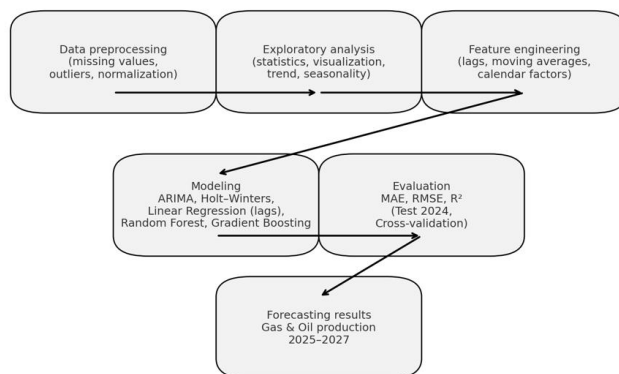 Data preprocessing
(missing values,
outliers, normalization)
Exploratory analysis
(statistics, visualization,
trend, seasonality)
Feature engineering
(lags, moving averages,
calendar factors)
Modeling
ARIMA, Holt–Winters,
Linear Regression (lags),
Random Forest, Gradient Boosting
Evaluation
MAE, RMSE, R²
(Test 2024,
Cross-validation)
Forecasting results
Gas & Oil production
2025–2027